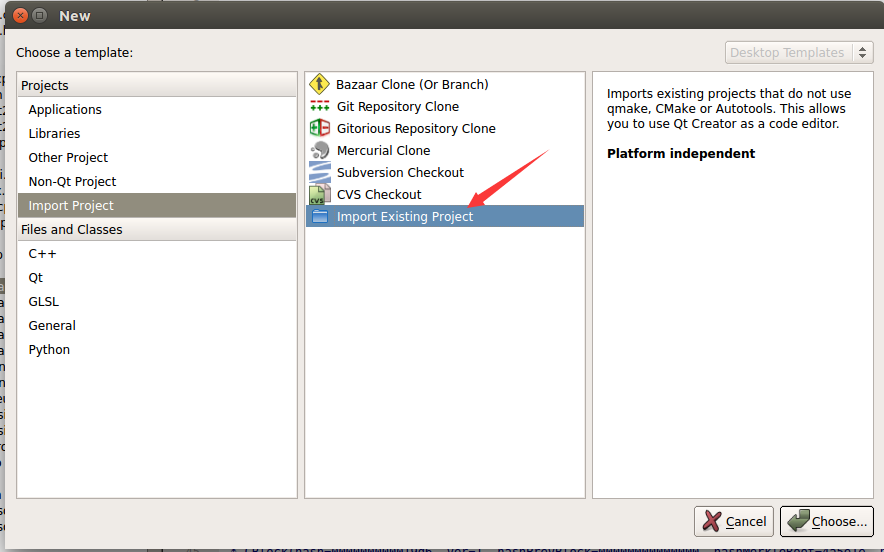 New
Choose a template:
Desktop Templates
Projects
Applications
Libraries
Other Project
Non-Qt Project
Import Project
Files and Classes
C++
Qt
GLSL
General
Python
Bazaar Clone (Or Branch)
Git Repository Clone
Gitorious Repository Clone
Mercurial Clone
Subversion Checkout
CVS Checkout
Import Existing Project
Imports existing projects that do not use
qmake, CMake or Autotools. This allows
you to use Qt Creator as a code editor.
Platform independent
Cancel
Choose...